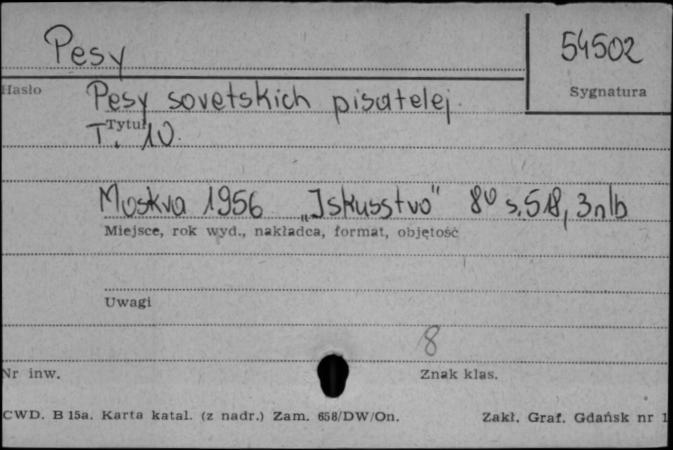 Pesy
54502
Hasło
Sygnatura
Pesy sovetskich pisatelej.
Tytuł
T. 10.
Moskva 1956 „Iskusstvo" 8⁰ s. 518, 3 nlb
Miejsce, rok wyd., nakładca, format, objętość
Uwagi
8
Nr inw.
Znak klas.
CWD. B 15a. Karta katal. (z nadr.) Zam. 658/DW/On.
Zakł. Graf. Gdańsk nr 1